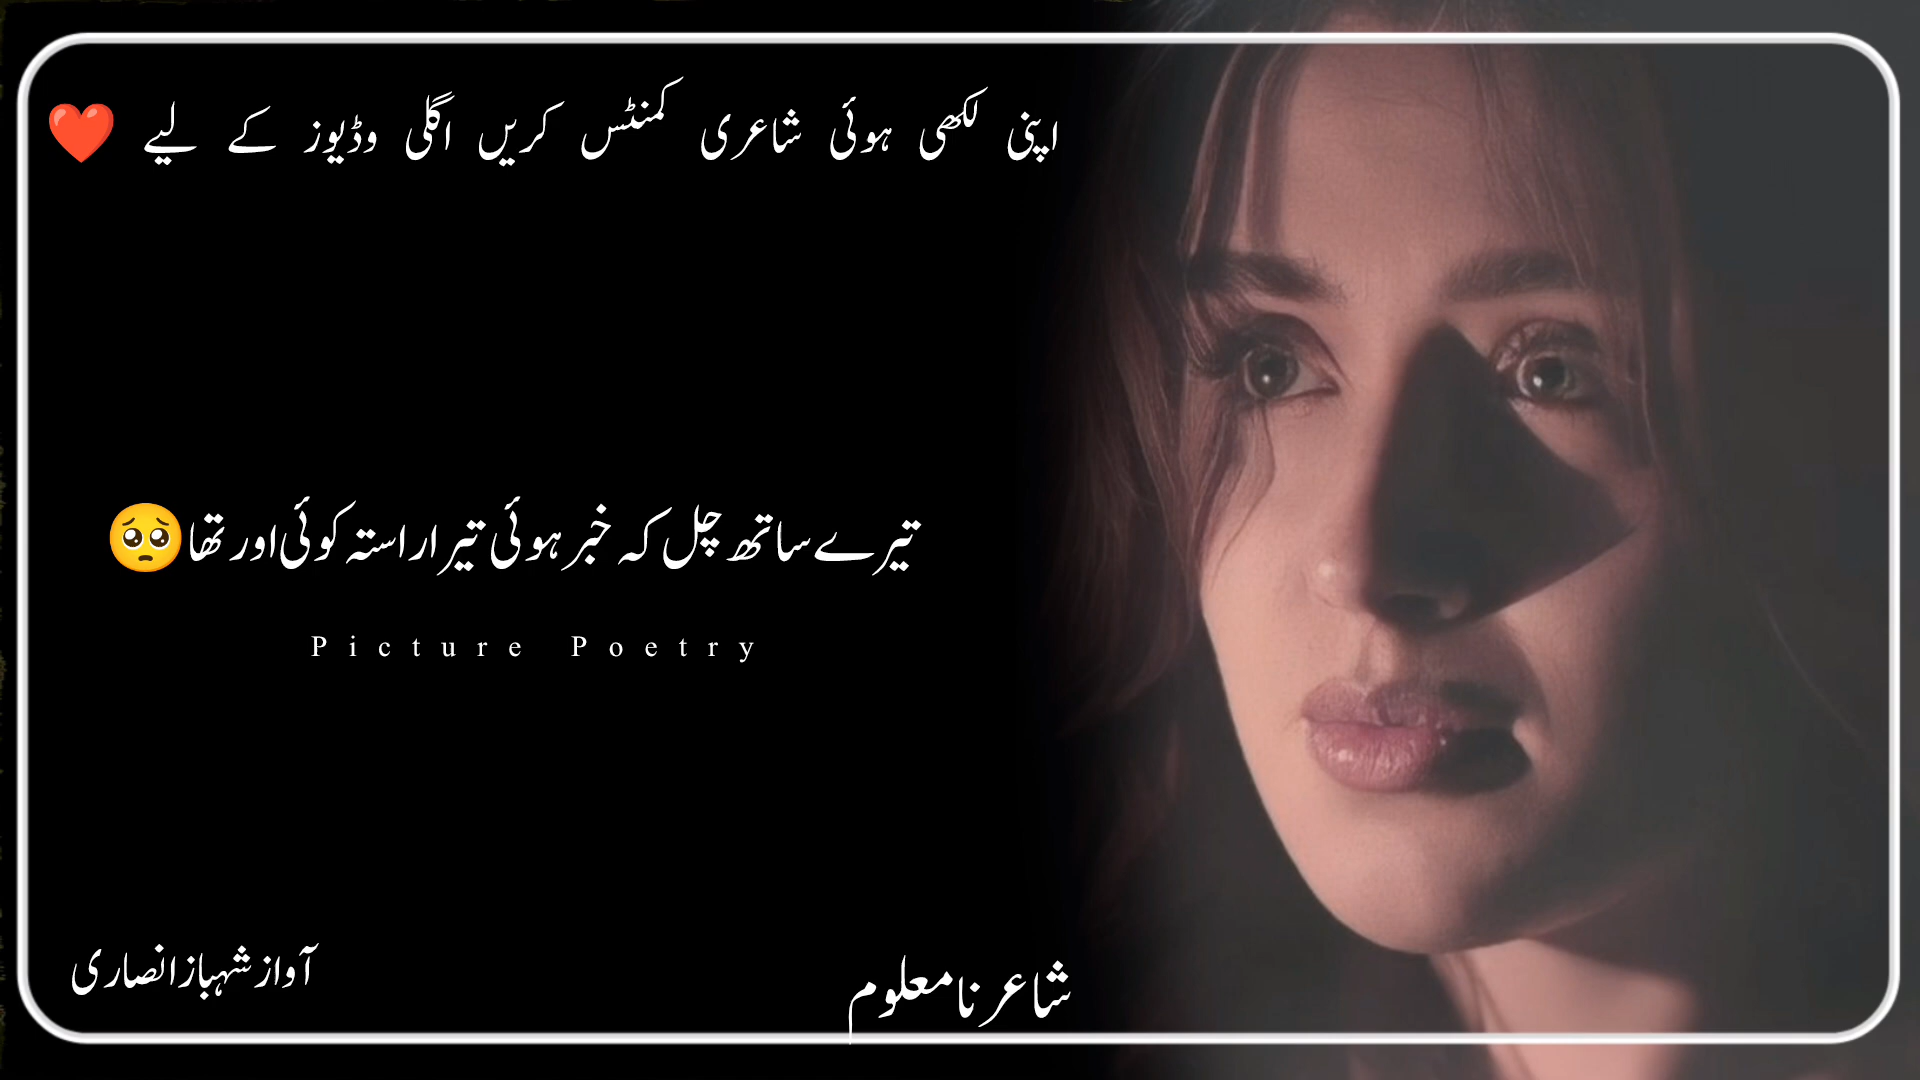 اپنی لکھی ہوئی شاعری کمنٹس کریں اگلی وڈیوز کے لیے ❤️
تیرے ساتھ چل کہ خبر ہوئی تیرا راستہ کوئی اور تھا🥺
Picture Poetry
شاعر نامعلوم
آواز شہباز انصاری